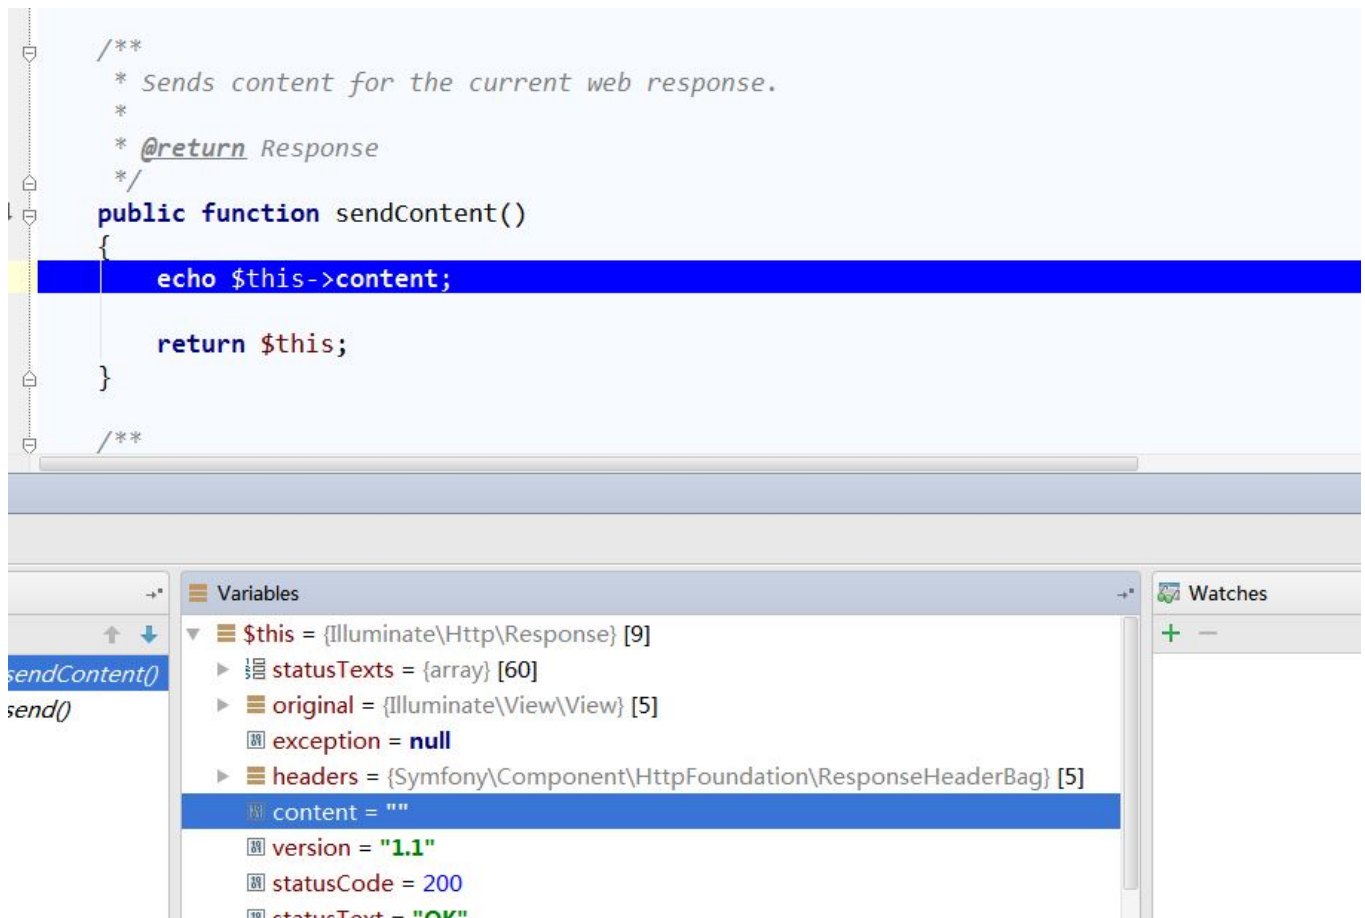 /**
* Sends content for the current web response.
*
* @return Response
*/
public function sendContent()
{
echo $this->content;
return $this;
}
/**
Variables
Watches
$this = {Illuminate\Http\Response} [9]
sendContent()
statusTexts = {array} [60]
send()
original = {Illuminate\View\View} [5]
exception = null
headers = {Symfony\Component\HttpFoundation\ResponseHeaderBag} [5]
content = ""
version = "1.1"
statusCode = 200
statusText = "OK"